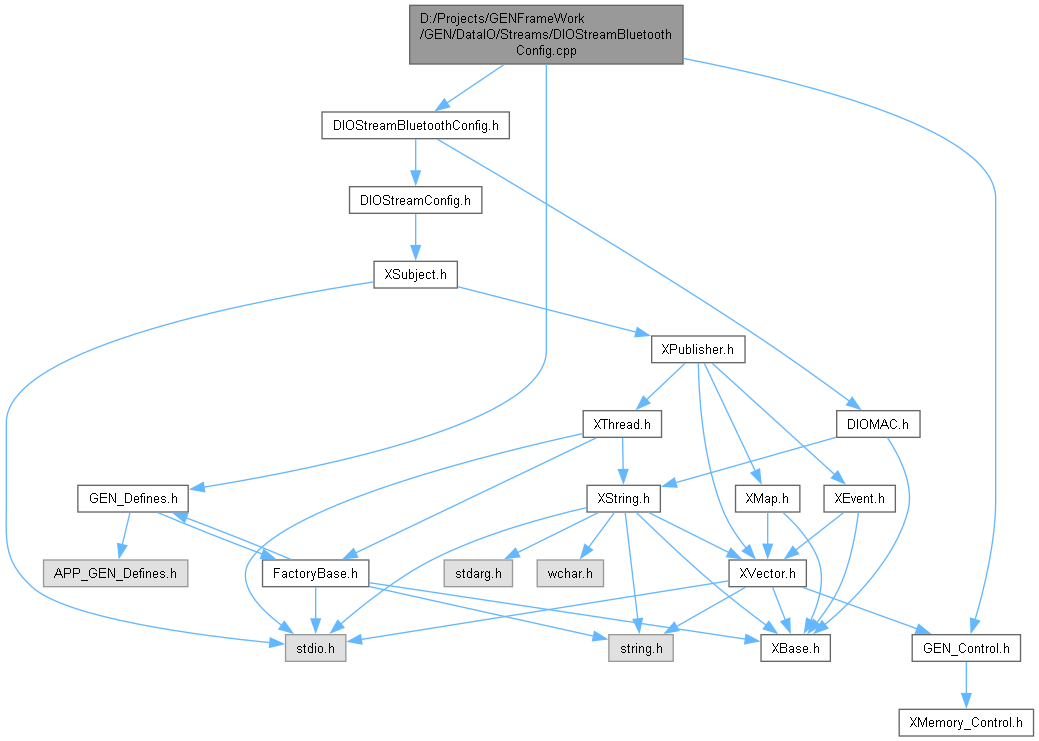 D:/Projects/GENFrameWork
/GEN/DataIO/Streams/DIOStreamBluetooth
Config.cpp
DIOStreamBluetoothConfig.h
DIOStreamConfig.h
XSubject.h
XPublisher.h
XThread.h
DIOMAC.h
GEN_Defines.h
XString.h
XMap.h
XEvent.h
APP_GEN_Defines.h
FactoryBase.h
stdarg.h
wchar.h
XVector.h
stdio.h
string.h
XBase.h
GEN_Control.h
XMemory_Control.h